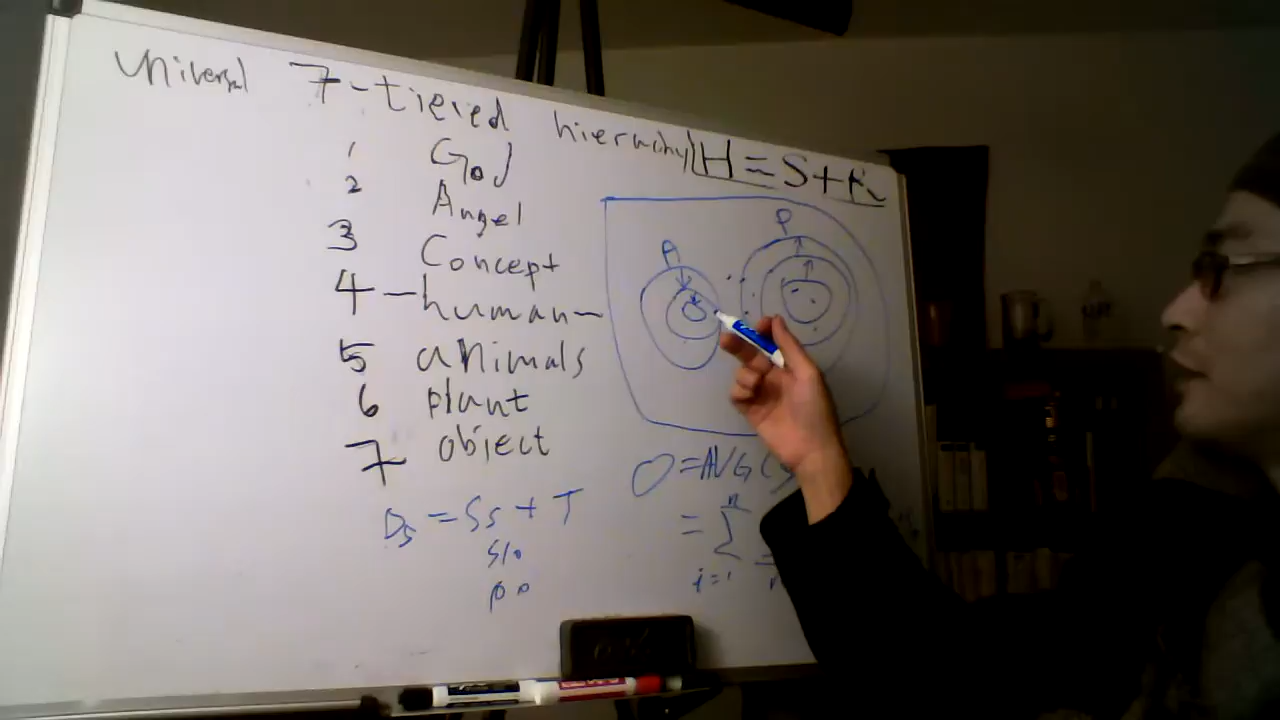 Universal 7-tiered hierarchy
H = S + R
1 God
2 Angel
3 Concept
4 - human -
5 animals
6 plant
7 object
A
P
Ds = Ss + T
O = AVG (S
= n Σ i=1